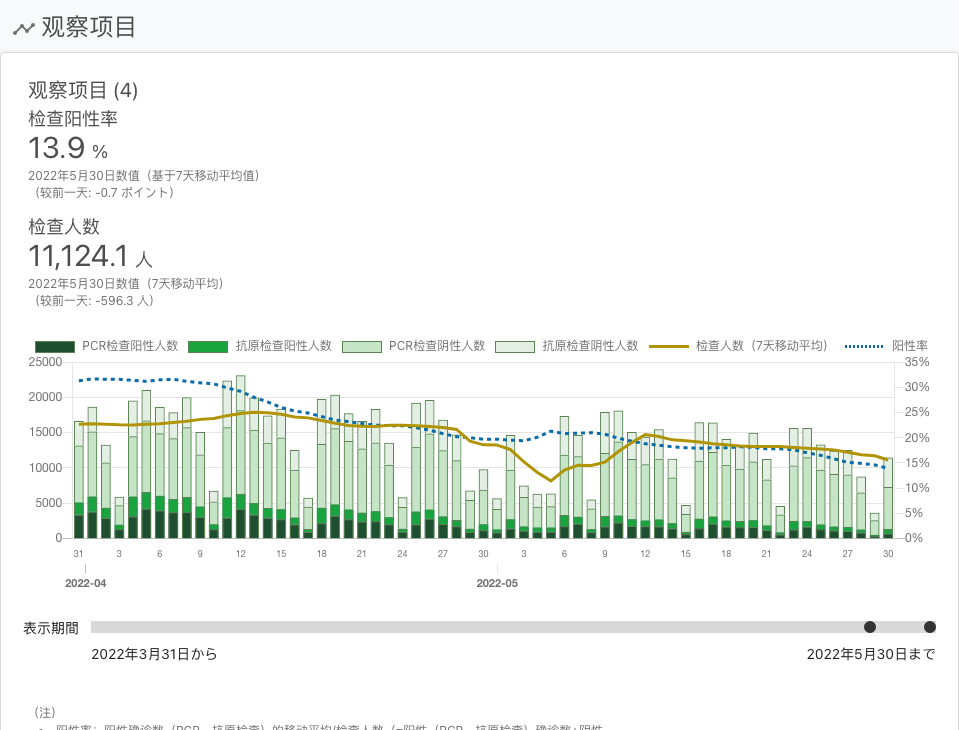 观察项目
观察项目 (4)
检查阳性率
13.9 %
2022年5月30日数值（基于7天移动平均值）
（较前一天: -0.7 ポイント）
检查人数
11,124.1 人
2022年5月30日数值（7天移动平均）
（较前一天: -596.3 人）
PCR检查阳性人数 抗原检查阳性人数 PCR检查阴性人数 抗原检查阴性人数 检查人数（7天移动平均） 阳性率
25000 35%
30%
20000
25%
15000 20%
15%
10000
10%
5000 5%
0 0%
31 3 6 9 12 15 18 21 24 27 30 3 6 9 12 15 18 21 24 27 30
2022-04 2022-05
表示期間
2022年3月31日から 2022年5月30日まで
（注）